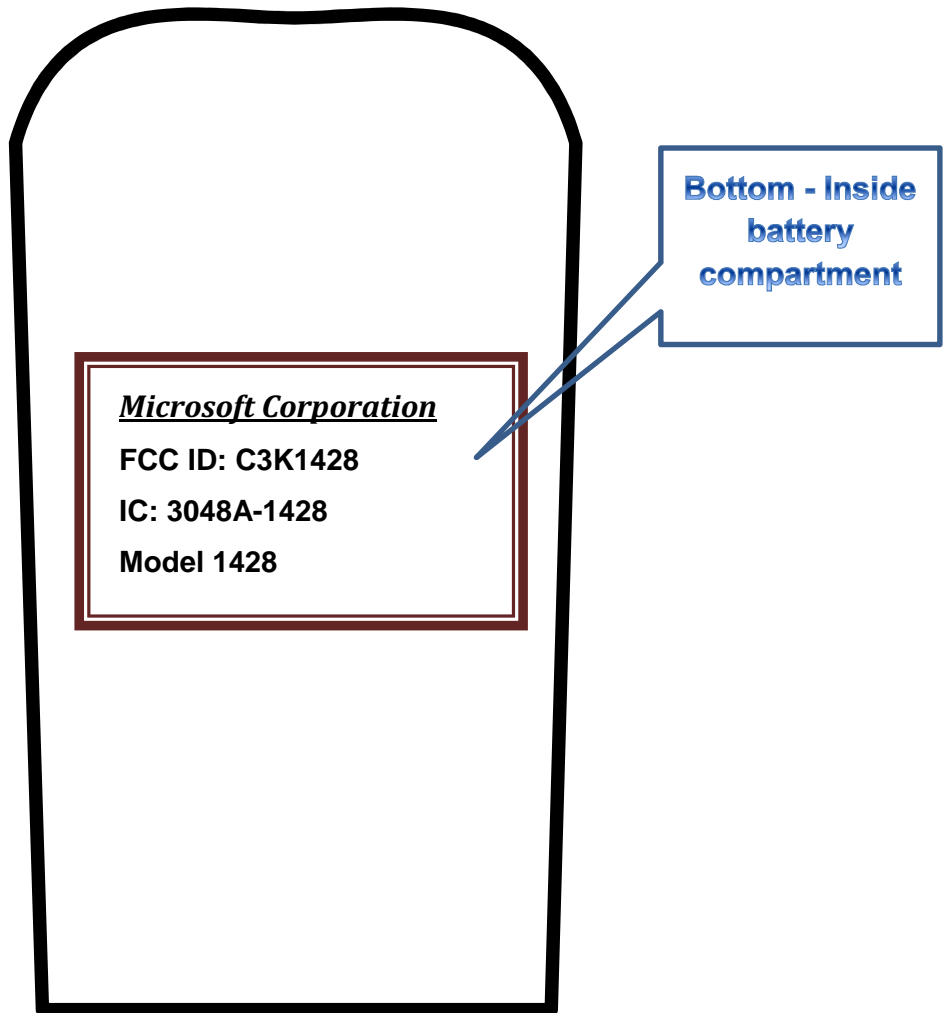 Bottom - Inside
battery
compartment
Microsoft Corporation
FCC ID: C3K1428
IC: 3048A-1428
Model 1428